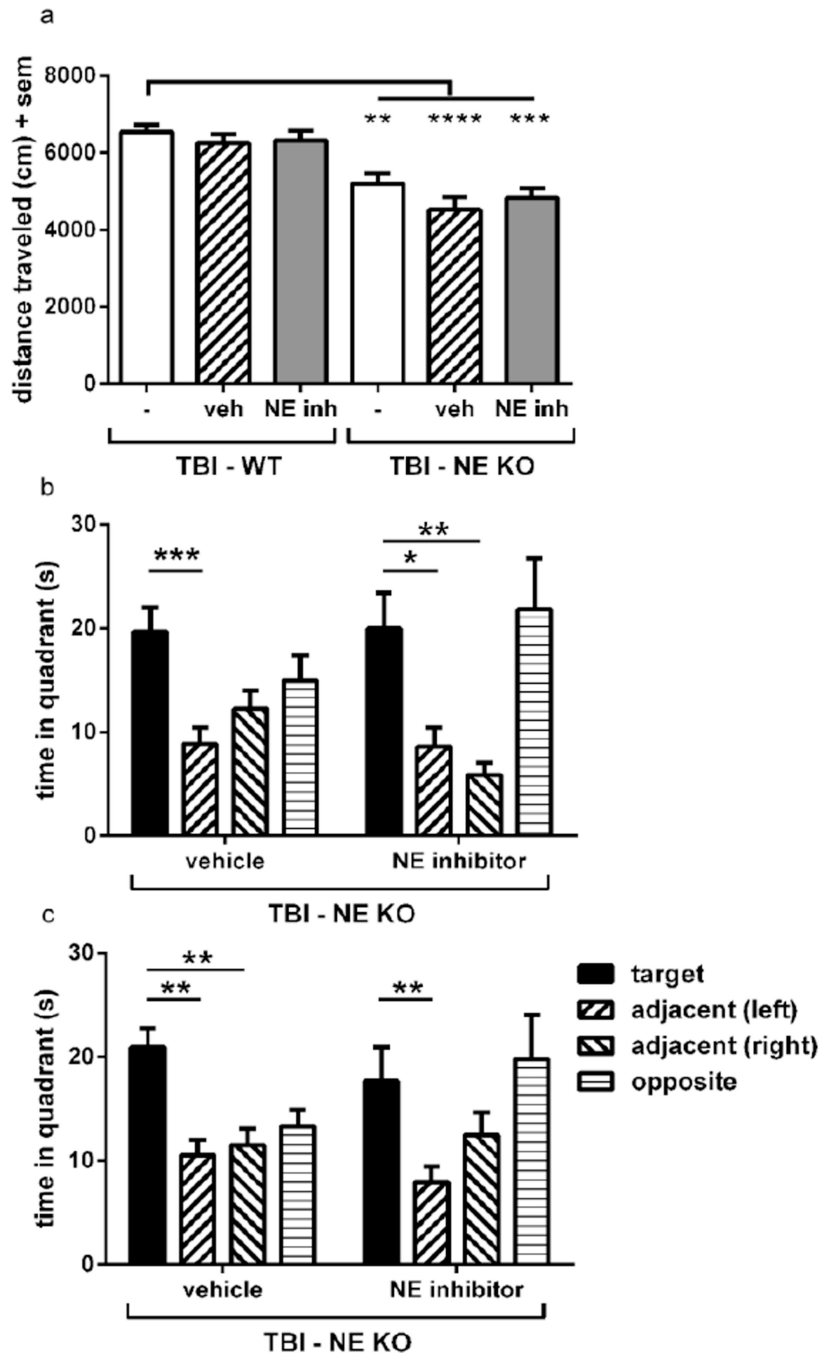 a
distance traveled (cm) + sem
8000
6000
4000
2000
0
** **** ***
- veh NE inh - veh NE inh
TBI - WT TBI - NE KO
b
time in quadrant (s)
30
20
10
0
*** * **
vehicle NE inhibitor
TBI - NE KO
c
time in quadrant (s)
30
20
10
0
** ** **
vehicle NE inhibitor
TBI - NE KO
target
adjacent (left)
adjacent (right)
opposite